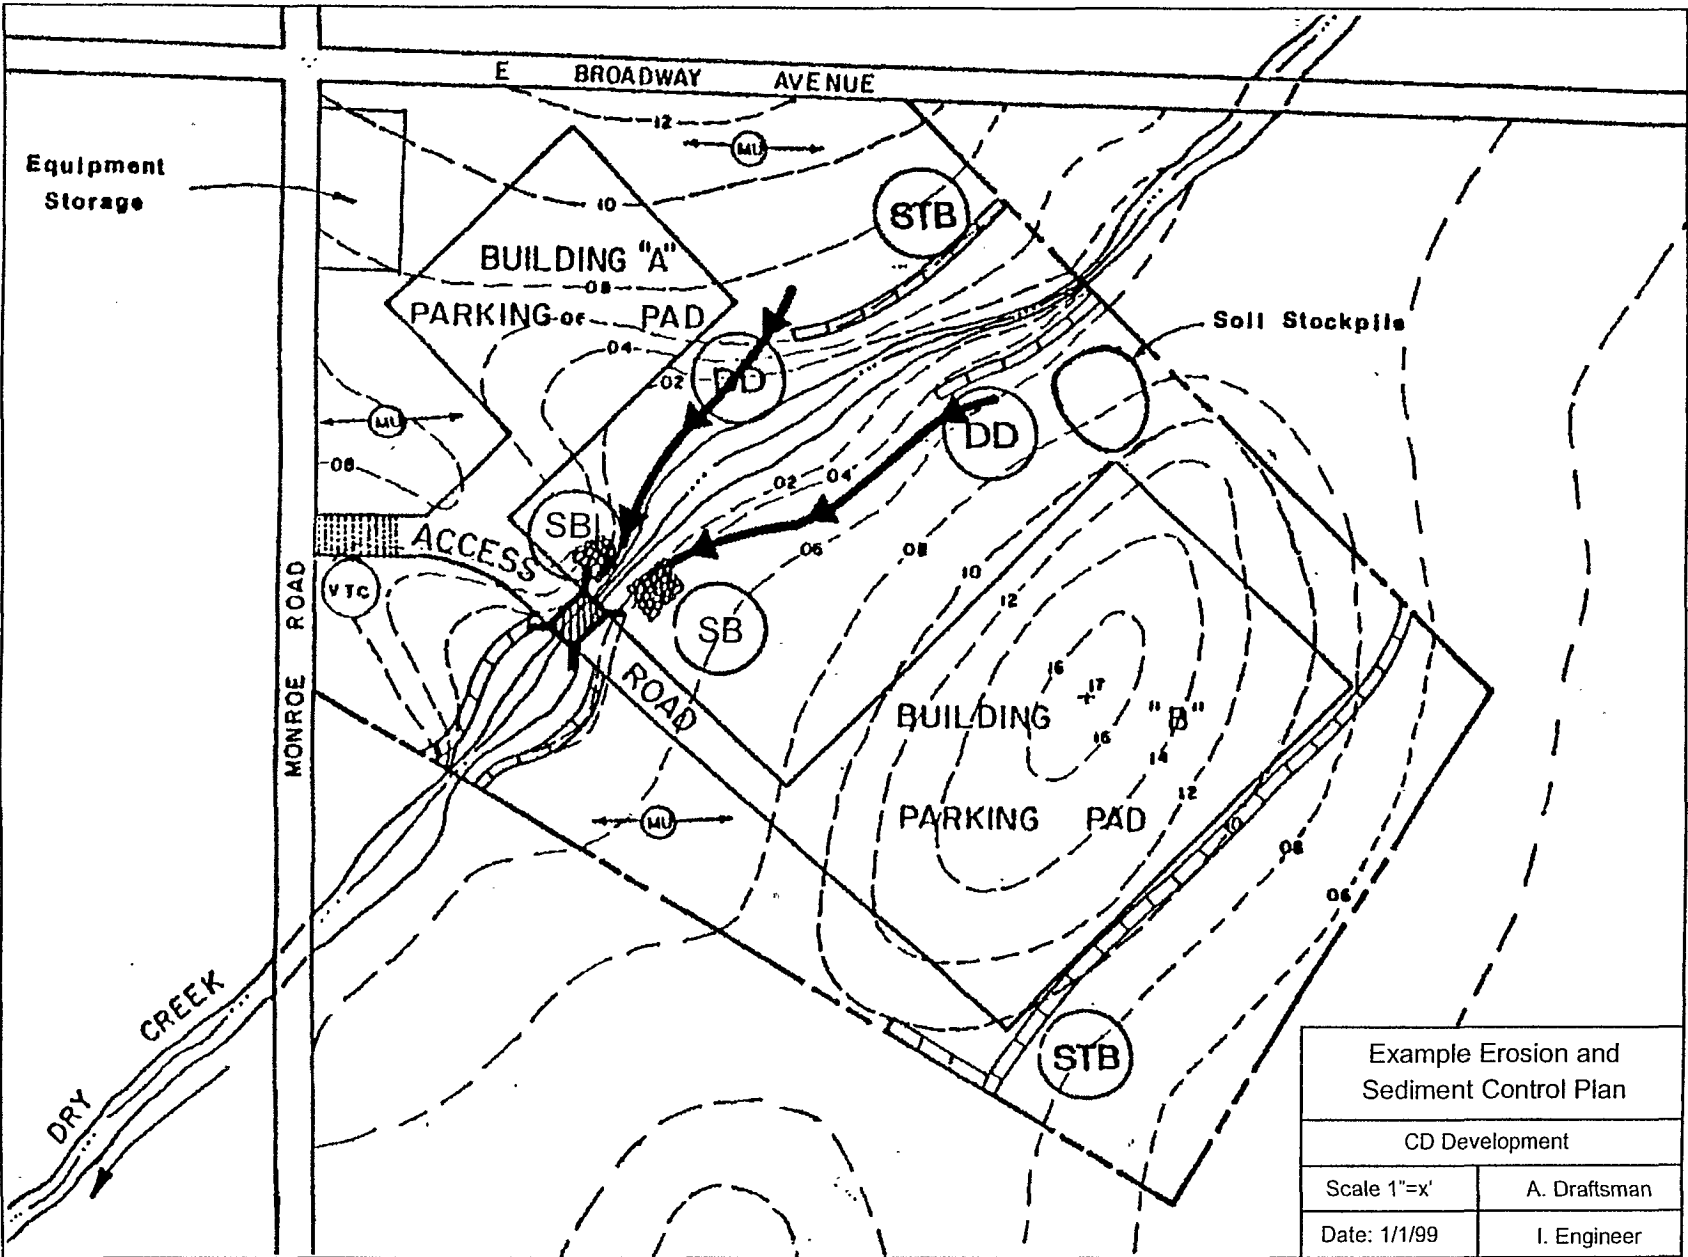 E BROADWAY AVENUE
12
MU
Equipment
Storage
10
STB
BUILDING "A"
08
PARKING 06 PAD
04
02
DD
Soil Stockpile
MU
DD
08
02 04
SB
ACCESS
06
08
10
12
VTC
SB
MONROE ROAD
ROAD
16
17
BUILDING "B"
16
14
12
PARKING PAD
MU
10
08
06
DRY CREEK
STB
Example Erosion and
Sediment Control Plan
CD Development
Scale 1"=x'
A. Draftsman
Date: 1/1/99
I. Engineer